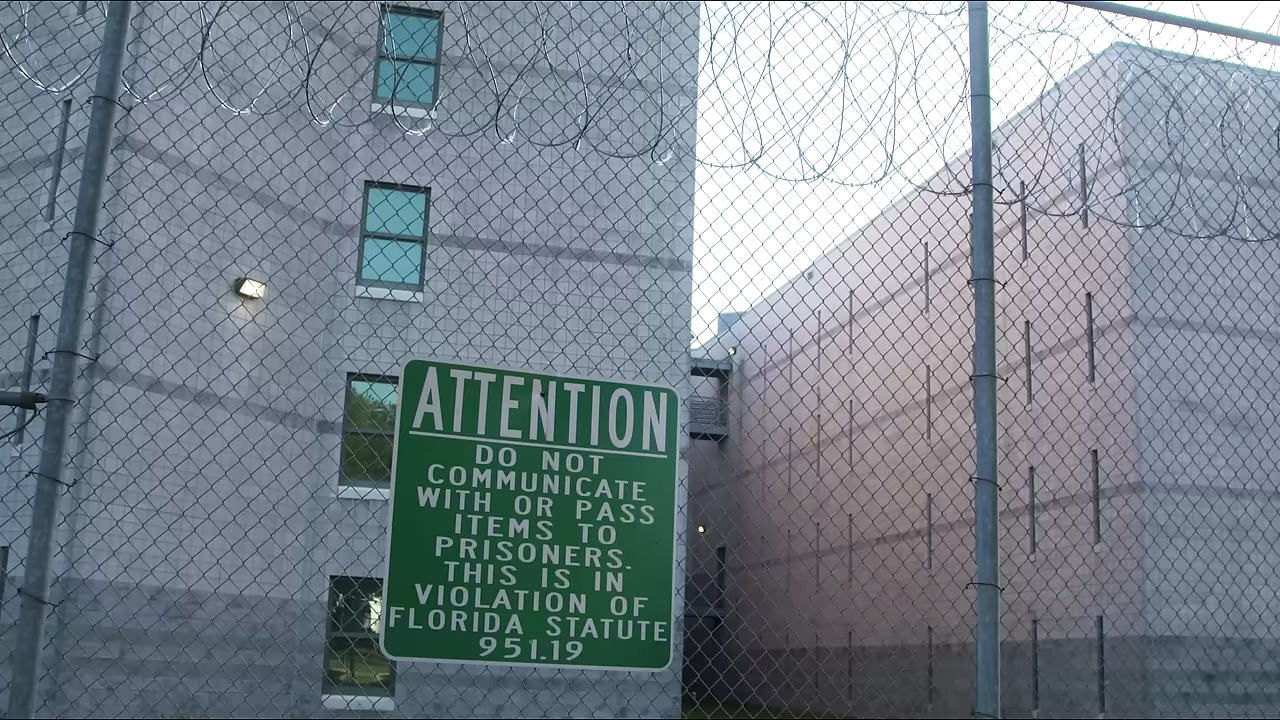 ATTENTION
DO NOT
COMMUNICATE
WITH OR PASS
ITEMS TO
PRISONERS.
THIS IS IN
VIOLATION OF
FLORIDA STATUTE
951.19